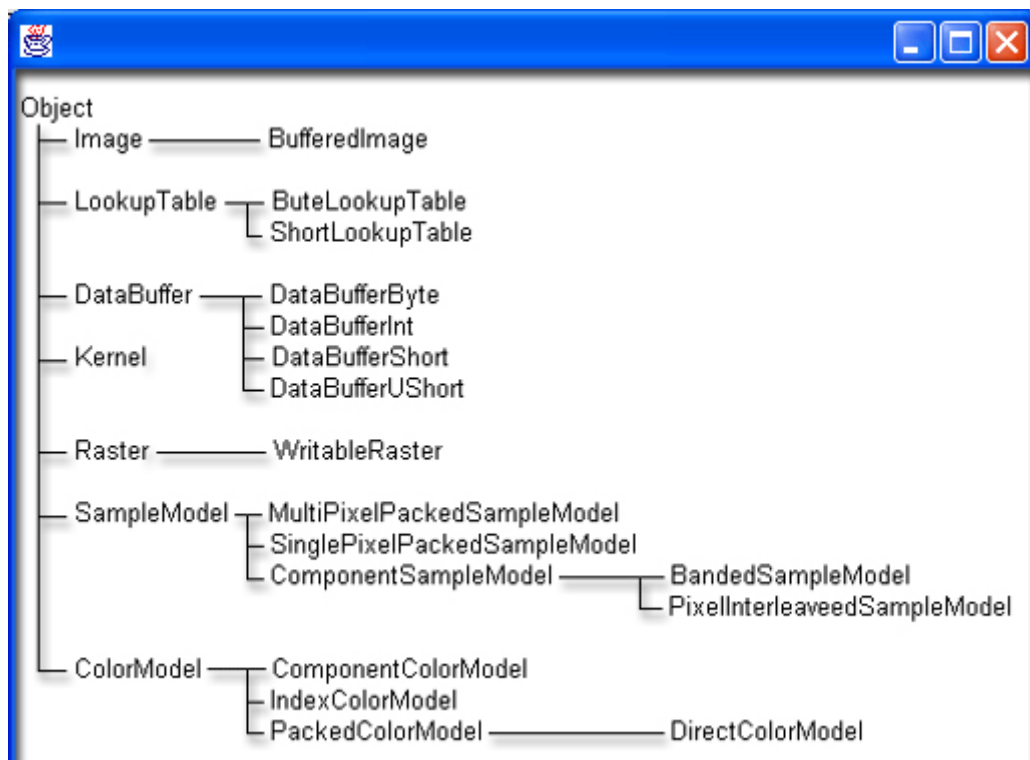 Object
Image BufferedImage
LookupTable ButeLookupTable
ShortLookupTable
DataBuffer DataBufferByte
DataBufferInt
Kernel DataBufferShort
DataBufferUShort
Raster WritableRaster
SampleModel MultiPixelPackedSampleModel
SinglePixelPackedSampleModel
ComponentSampleModel BandedSampleModel
PixelInterleaveedSampleModel
ColorModel ComponentColorModel
IndexColorModel
PackedColorModel DirectColorModel